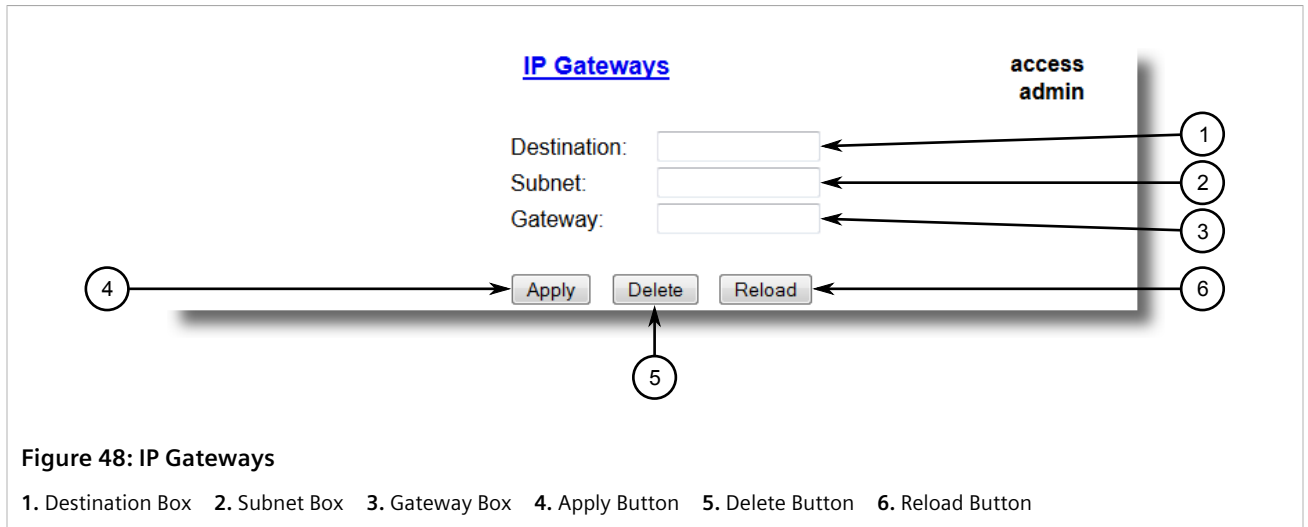 IP Gateways
access
admin
Destination:
1
Subnet:
2
Gateway:
3
4
Apply Delete Reload
6
5
Figure 48: IP Gateways
1. Destination Box 2. Subnet Box 3. Gateway Box 4. Apply Button 5. Delete Button 6. Reload Button